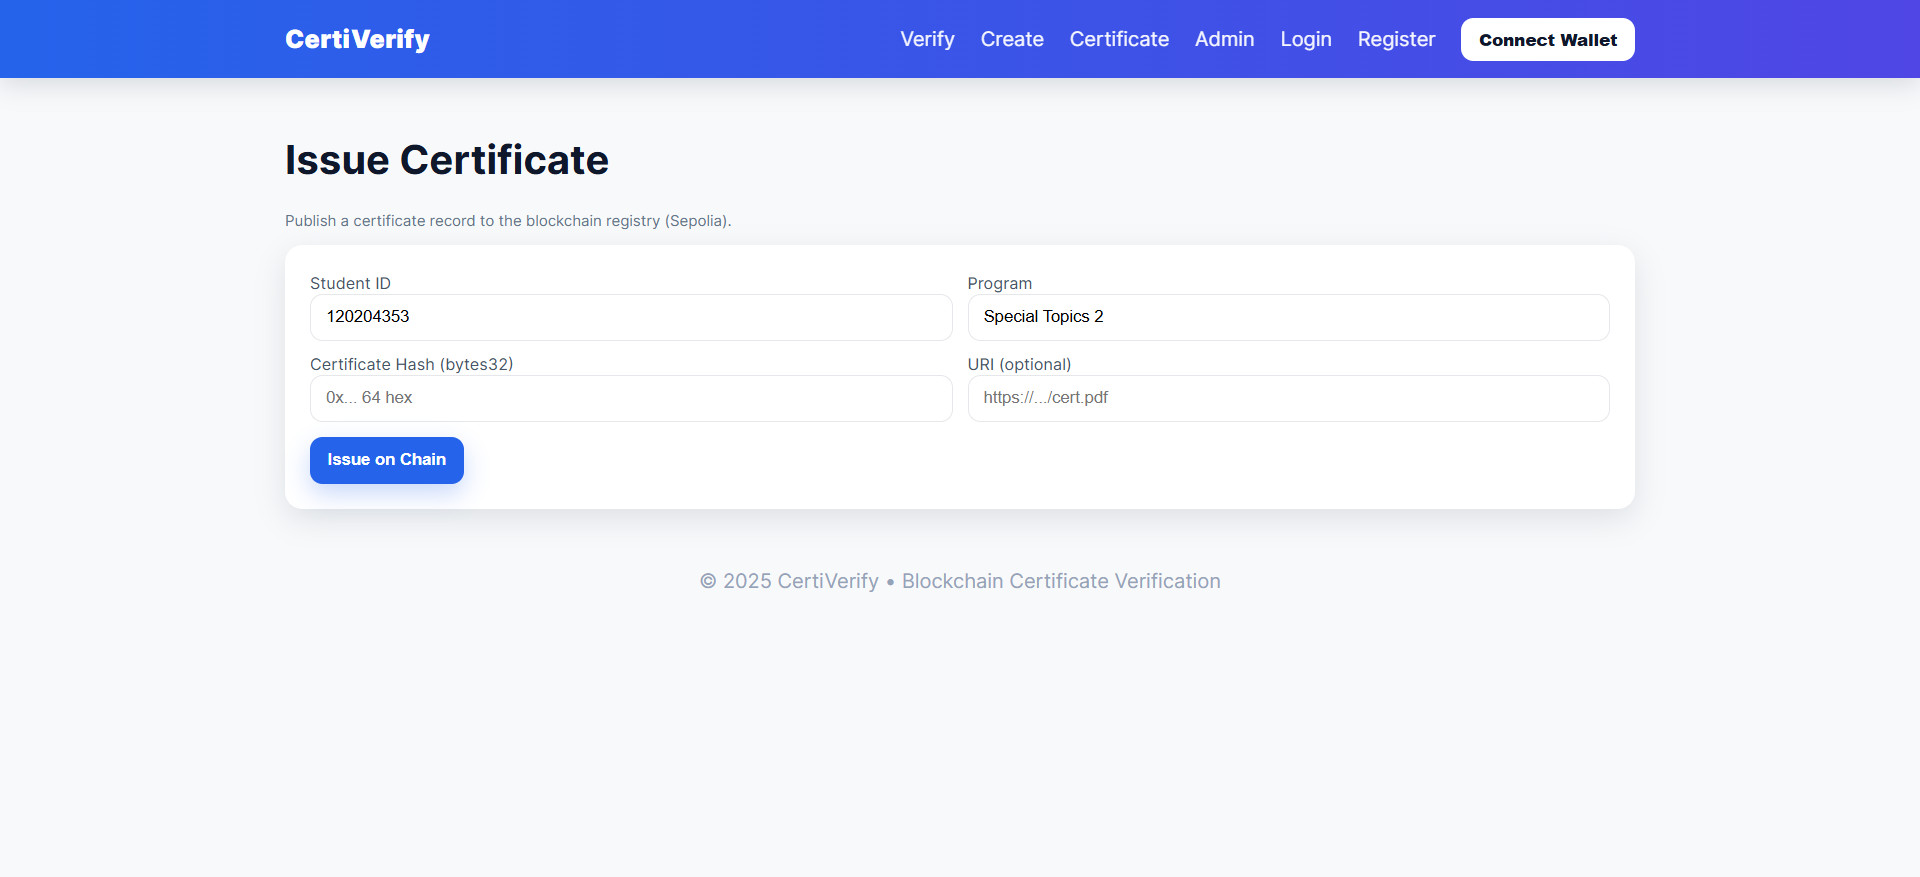 CertiVerify
Verify Create Certificate Admin Login Register Connect Wallet
Issue Certificate
Publish a certificate record to the blockchain registry (Sepolia).
Student ID
120204353
Program
Special Topics 2
Certificate Hash (bytes32)
0x... 64 hex
URI (optional)
https://.../cert.pdf
Issue on Chain
© 2025 CertiVerify • Blockchain Certificate Verification